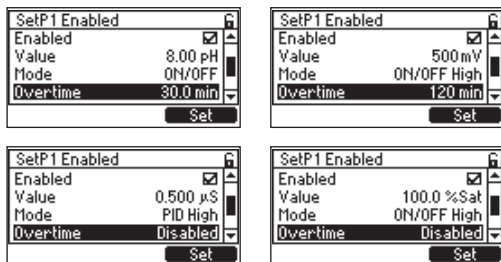 SetP1 Enabled
Enabled
Value 8.00 pH
Mode ON/OFF
Overtime 30.0 min
Set
SetP1 Enabled
Enabled
Value 500 mV
Mode ON/OFF High
Overtime 120 min
Set
SetP1 Enabled
Enabled
Value 0.500 µS
Mode PID High
Overtime Disabled
Set
SetP1 Enabled
Enabled
Value 100.0 %Sat
Mode ON/OFF High
Overtime Disabled
Set